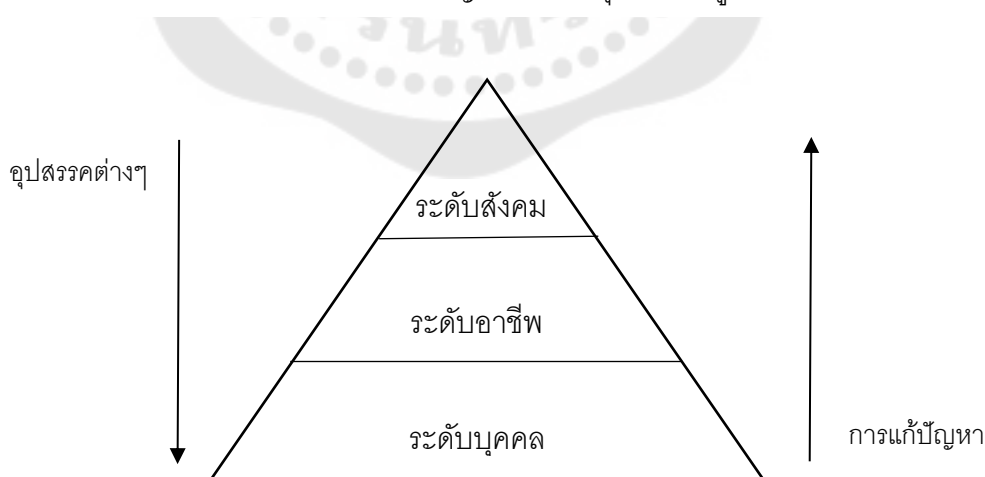 อุปสรรคต่างๆ
ระดับสังคม
ระดับอาชีพ
ระดับบุคคล
การแก้ปัญหา